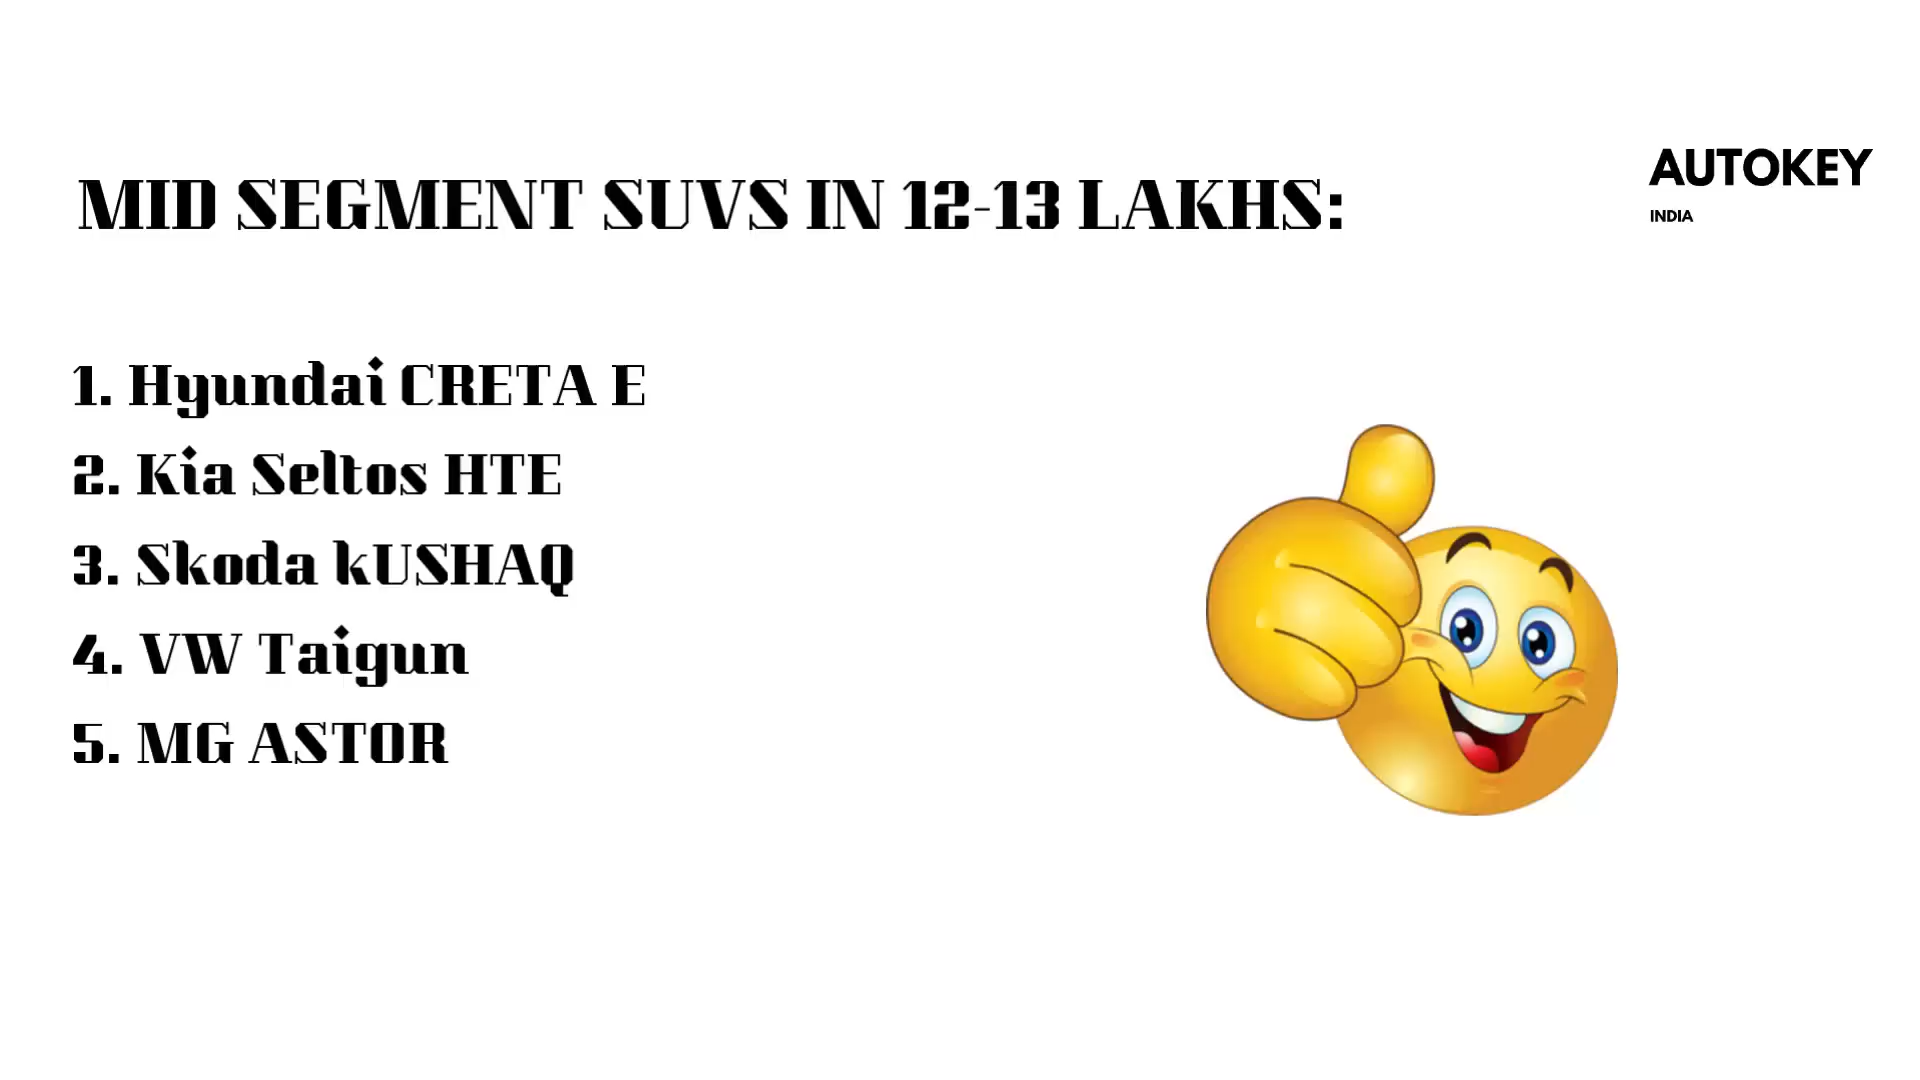 MID SEGMENT SUVS IN 12-13 LAKHS:
AUTOKEY
INDIA
1. Hyundai CRETA E
2. Kia Seltos HTE
3. Skoda kUSHAQ
4. VW Taigun
5. MG ASTOR